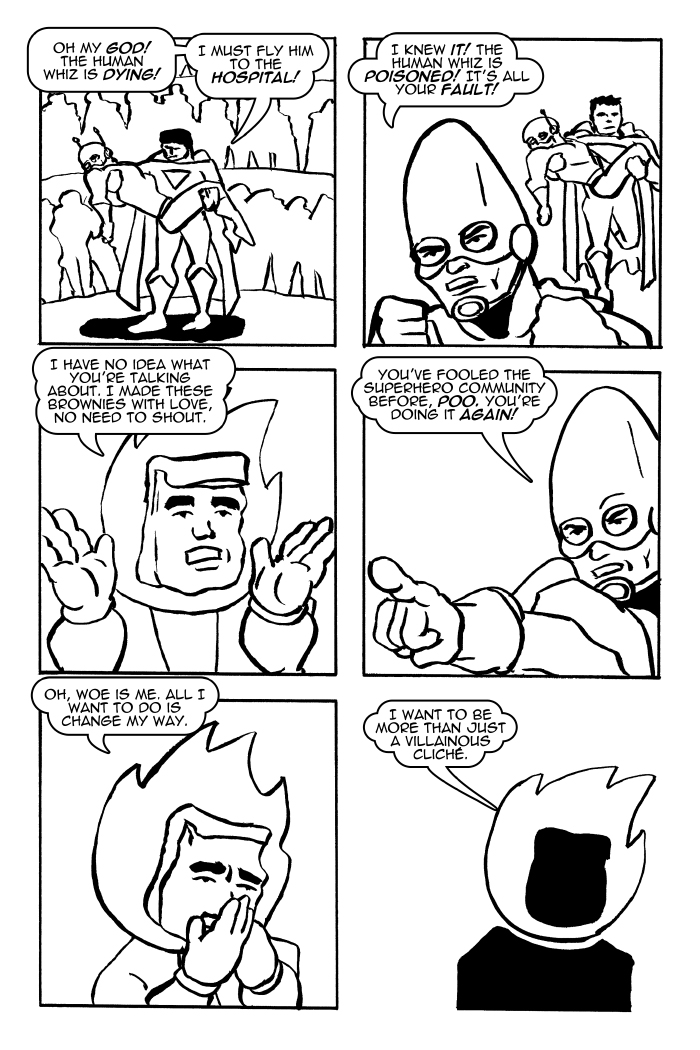 OH MY GOD!
THE HUMAN
WHIZ IS DYING!
I MUST FLY HIM
TO THE
HOSPITAL!
I KNEW IT! THE
HUMAN WHIZ IS
POISONED! IT'S ALL
YOUR FAULT!
I HAVE NO IDEA WHAT
YOU'RE TALKING
ABOUT. I MADE THESE
BROWNIES WITH LOVE,
NO NEED TO SHOUT.
YOU'VE FOOLED THE
SUPERHERO COMMUNITY
BEFORE, POO. YOU'RE
DOING IT AGAIN!
OH, WOE IS ME. ALL I
WANT TO DO IS
CHANGE MY WAY.
I WANT TO BE
MORE THAN JUST
A VILLAINOUS
CLICHÉ.